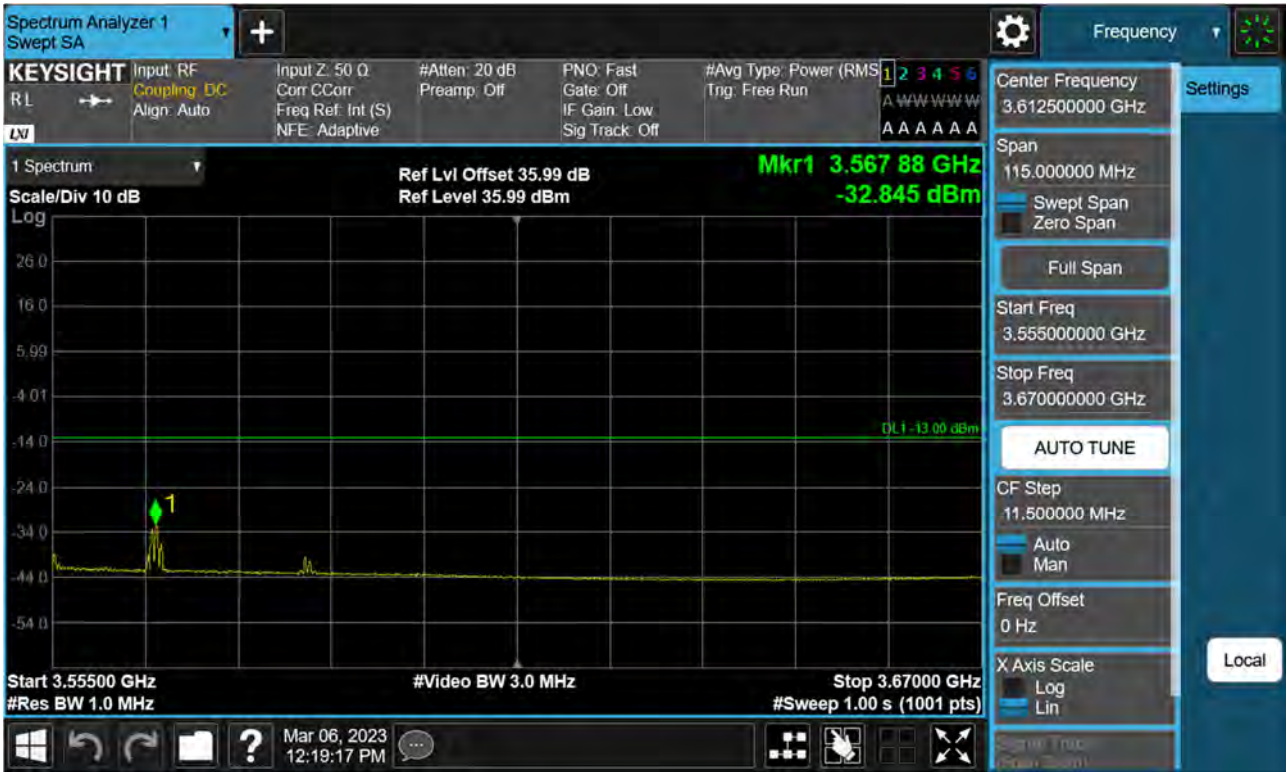 Spectrum Analyzer 1
Swept SA
Frequency
KEYSIGHT
RL
LXI
Input: RF
Coupling: DC
Align: Auto
Input Z: 50 Ω
Corr CCorr
Freq Ref: Int (S)
NFE: Adaptive
#Atten: 20 dB
Preamp: Off
PNO: Fast
Gate: Off
IF Gain: Low
Sig Track: Off
#Avg Type: Power (RMS
Trig: Free Run
1 2 3 4 5 6
A W W W W W
A A A A A A
1 Spectrum
Scale/Div 10 dB
Log
Ref Lvl Offset 35.99 dB
Ref Level 35.99 dBm
Mkr1 3.567 88 GHz
-32.845 dBm
26.0
16.0
5.99
-4.01
-14.0
-24.0
-34.0
-44.0
-54.0
DL1 -13.00 dBm
1
Start 3.55500 GHz
#Res BW 1.0 MHz
#Video BW 3.0 MHz
Stop 3.67000 GHz
#Sweep 1.00 s (1001 pts)
Center Frequency
3.612500000 GHz
Span
115.000000 MHz
Swept Span
Zero Span
Full Span
Start Freq
3.555000000 GHz
Stop Freq
3.670000000 GHz
AUTO TUNE
CF Step
11.500000 MHz
Auto
Man
Freq Offset
0 Hz
X Axis Scale
Log
Lin
Settings
Local
?
Mar 06, 2023
12:19:17 PM